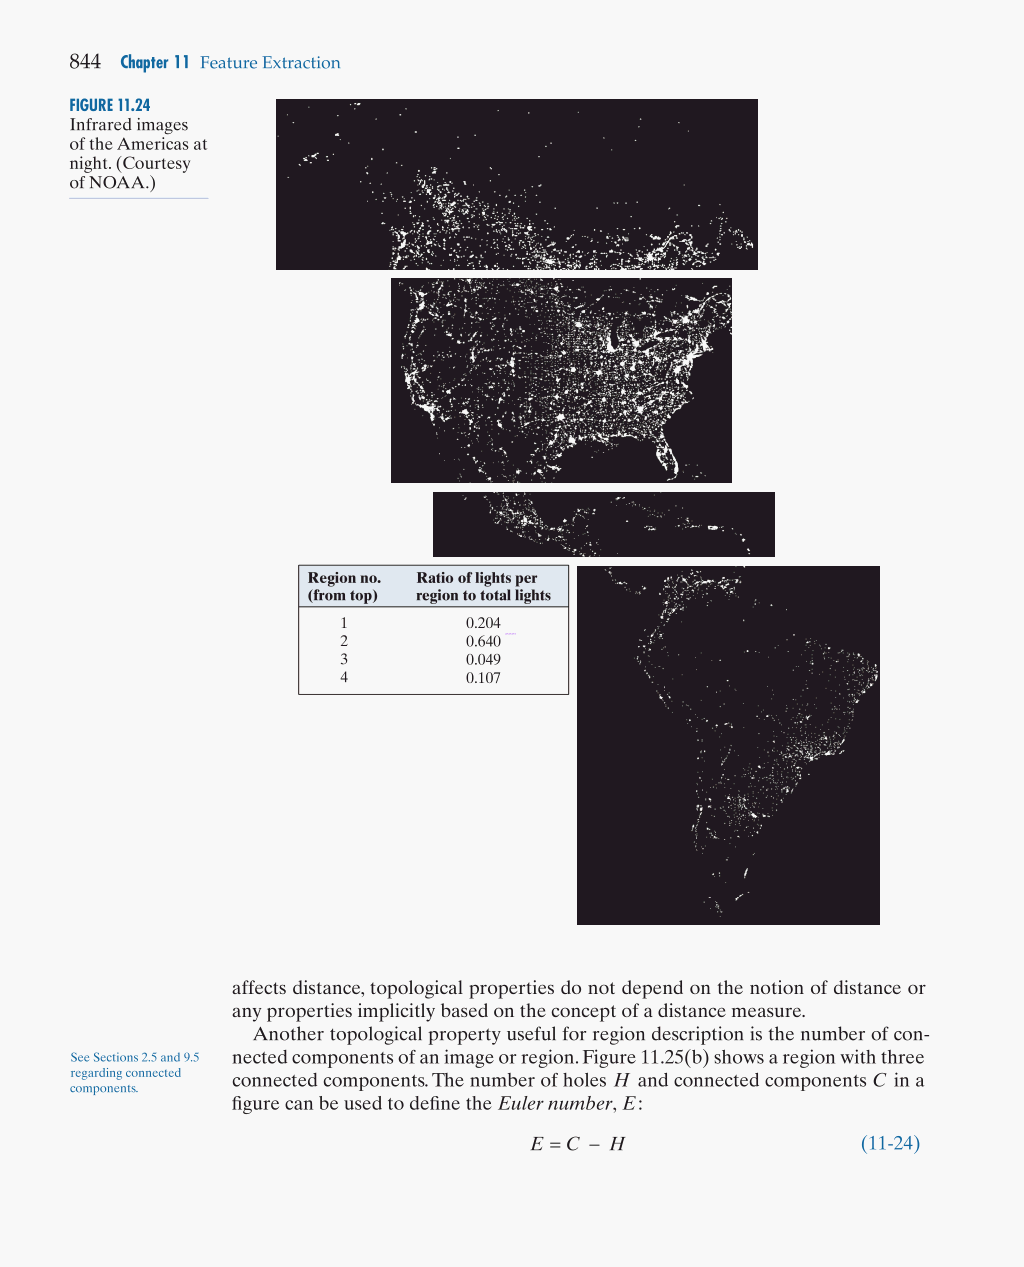 844 Chapter 11 Feature Extraction
FIGURE 11.24
Infrared images
of the Americas at
night. (Courtesy
of NOAA.)
Region no. Ratio of lights per
(from top) region to total lights
1 0.204
2 0.640
3 0.049
4 0.107
affects distance, topological properties do not depend on the notion of distance or
any properties implicitly based on the concept of a distance measure.
Another topological property useful for region description is the number of con-
nected components of an image or region. Figure 11.25(b) shows a region with three
connected components. The number of holes H and connected components C in a
figure can be used to define the Euler number, E:
See Sections 2.5 and 9.5
regarding connected
components.
E = C − H (11-24)